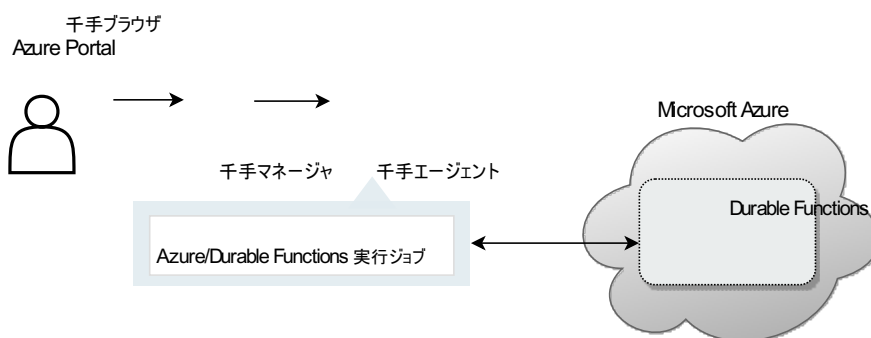 千手ブラウザ
Azure Portal
Microsoft Azure
千手マネージャ
千手エージェント
Durable Functions
Azure/Durable Functions 実行ジョブ